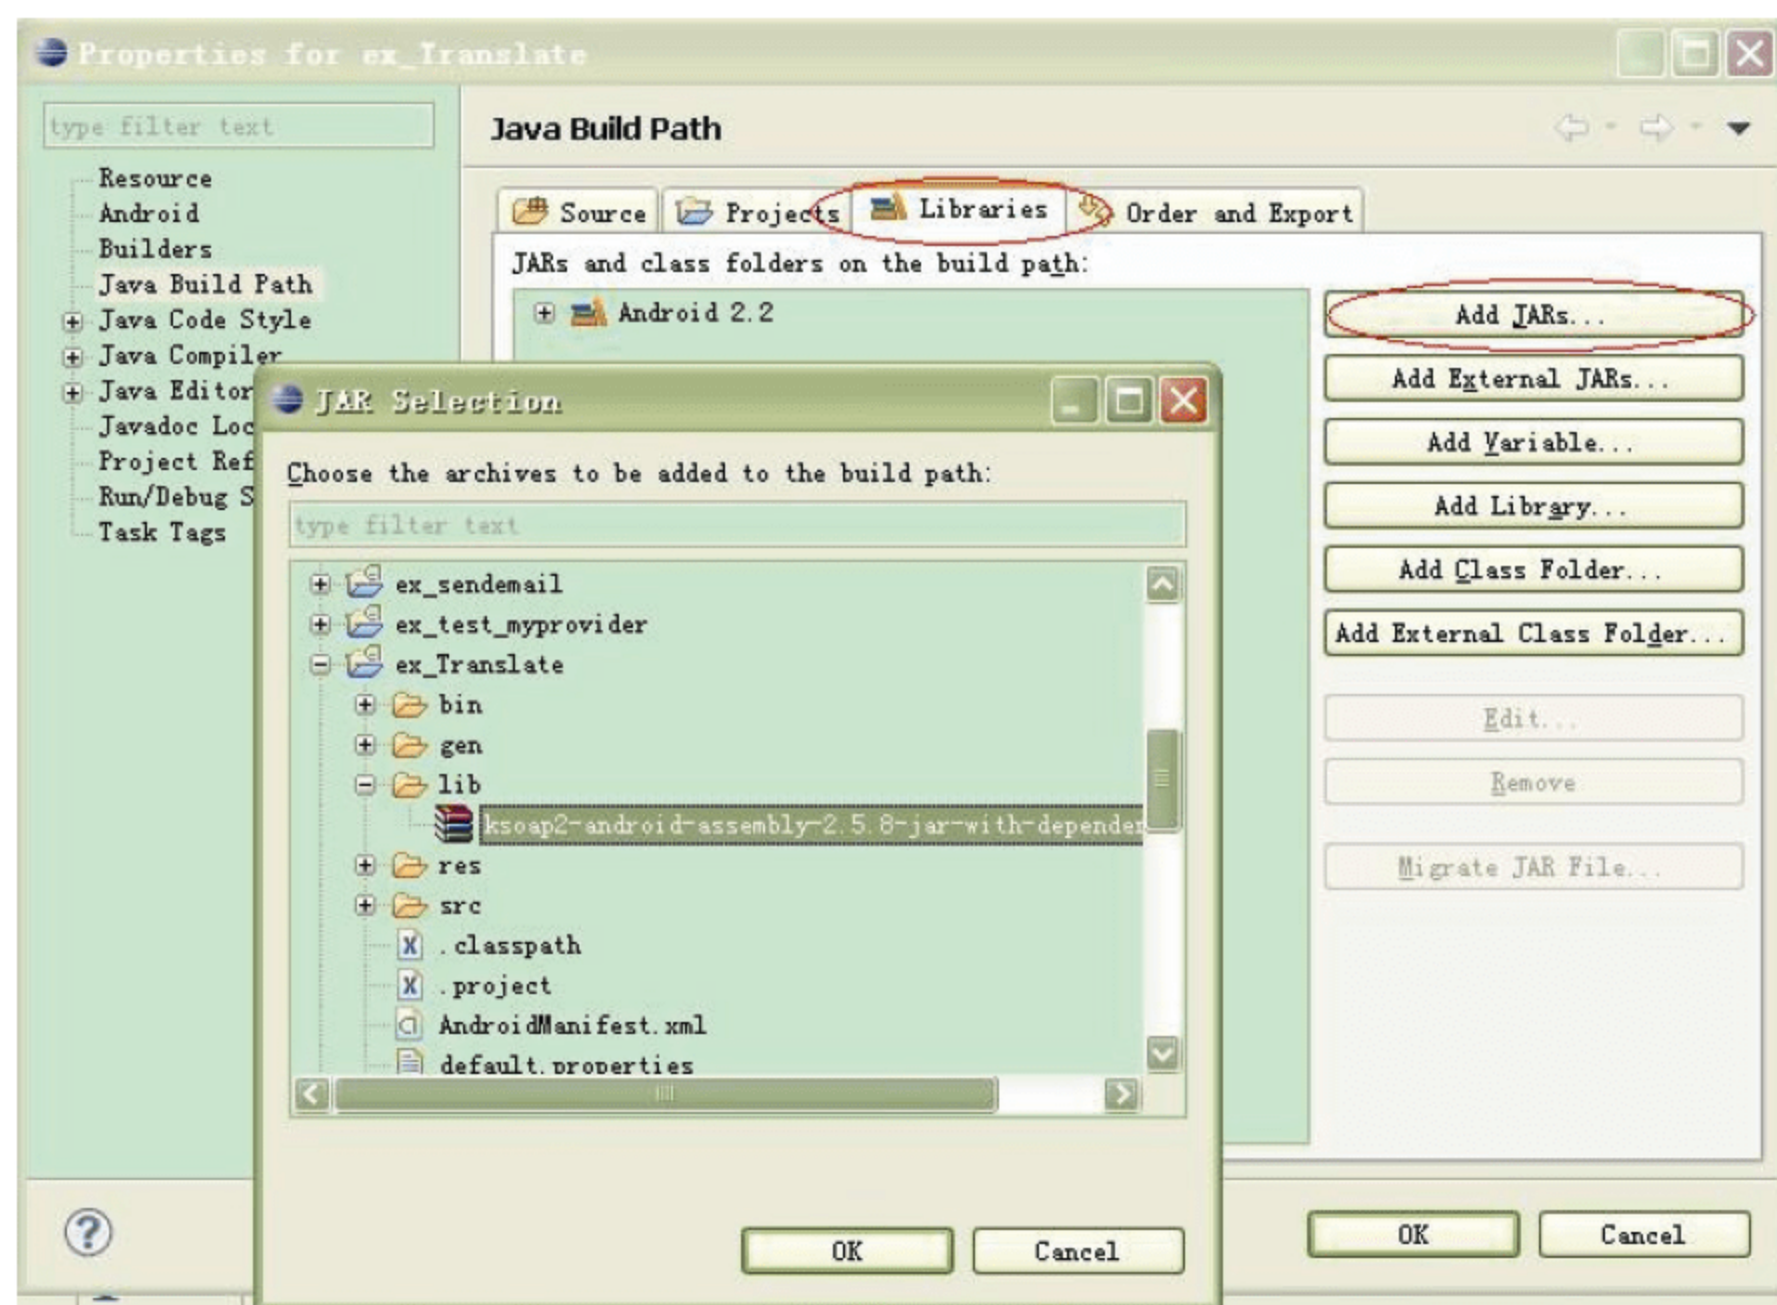 Properties for ex_Translate
type filter text
Resource
Android
Builders
Java Build Path
Java Code Style
Java Compiler
Java Editor
Javadoc Loc
Project Ref
Run/Debug S
Task Tags
Java Build Path
Source
Projects
Libraries
Order and Export
JARs and class folders on the build path:
Android 2.2
Add JARs...
Add External JARs...
Add Variable...
Add Library...
Add Class Folder...
Add External Class Folder...
Edit...
Remove
Migrate JAR File...
JAR Selection
Choose the archives to be added to the build path:
type filter text
ex_sendemail
ex_test_myprovider
ex_Translate
bin
gen
lib
ksoap2-android-assembly-2.5.8-jar-with-depender
res
src
.classpath
.project
AndroidManifest.xml
default.properties
OK
Cancel
OK
Cancel